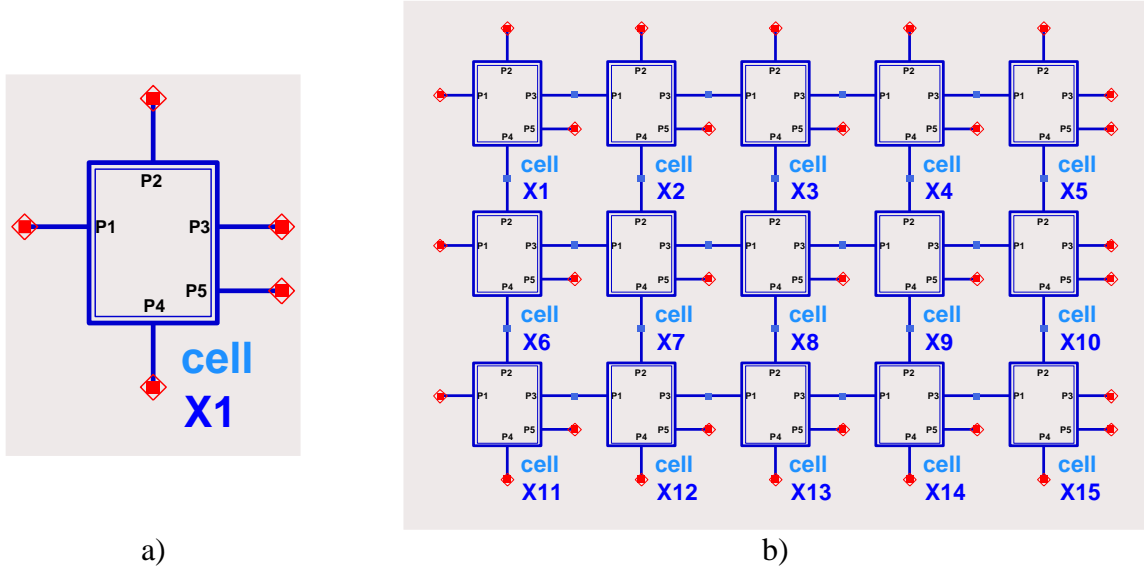 P2
P1 P3
P5
P4
cell
X1
a)
P2 P2 P2 P2 P2
P1 P3 P1 P3 P1 P3 P1 P3 P1 P3
P5 P5 P5 P5 P5
P4 P4 P4 P4 P4
cell cell cell cell cell
X1 X2 X3 X4 X5
P2 P2 P2 P2 P2
P1 P3 P1 P3 P1 P3 P1 P3 P1 P3
P5 P5 P5 P5 P5
P4 P4 P4 P4 P4
cell cell cell cell cell
X6 X7 X8 X9 X10
P2 P2 P2 P2 P2
P1 P3 P1 P3 P1 P3 P1 P3 P1 P3
P5 P5 P5 P5 P5
P4 P4 P4 P4 P4
cell cell cell cell cell
X11 X12 X13 X14 X15
b)